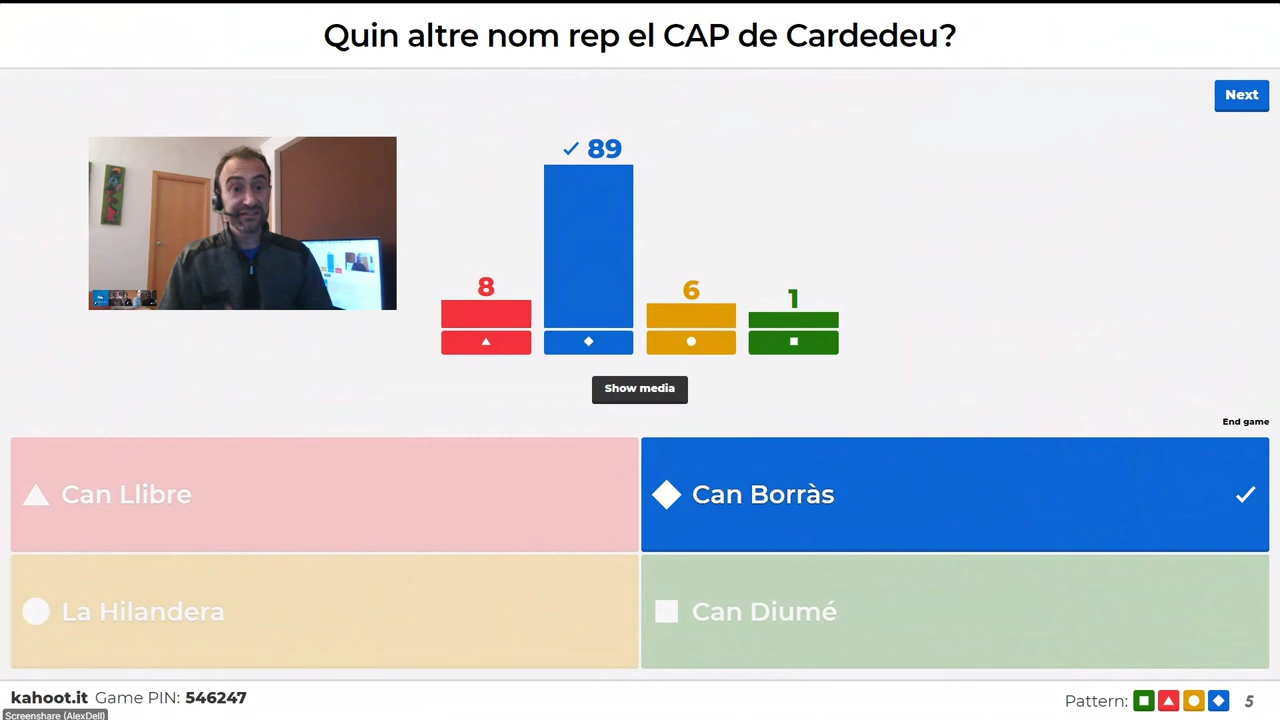 Quin altre nom rep el CAP de Cardedeu?
Next
89
8
6
1
Show media
End game
Can Llibre
Can Borràs
La Hilandera
Can Diumé
kahoot.it Game PIN: 546247
Pattern: 5
Screenshare (AlexDell)